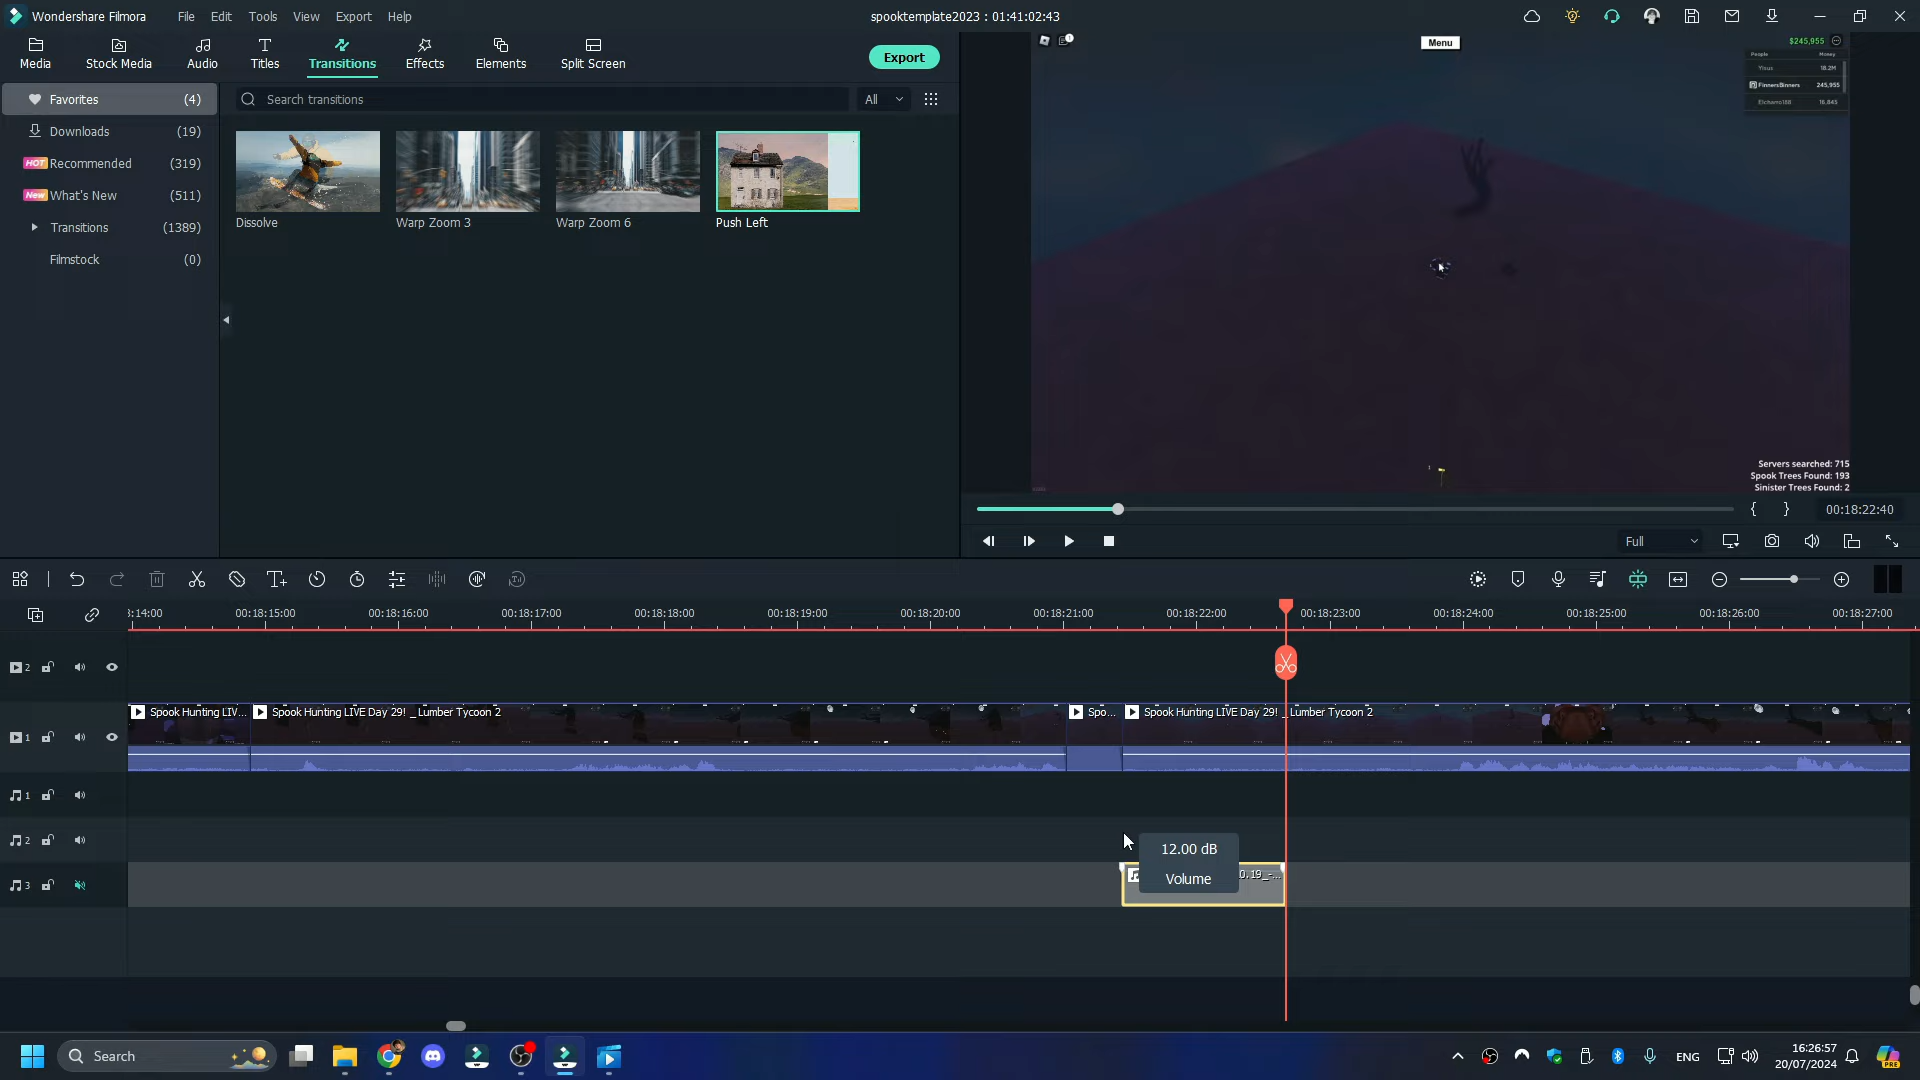 Wondershare Filmora
File Edit Tools View Export Help
spooktemplate2023 : 01:41:02:43
Media
Stock Media
Audio
Titles
Transitions
Effects
Elements
Split Screen
Export
Favorites (4)
Downloads (19)
HOT Recommended (319)
New What's New (511)
Transitions (1389)
Filmstock (0)
Search transitions
All
Dissolve
Warp Zoom 3
Warp Zoom 6
Push Left
Menu
$245,955
People Money
18.2M
FinnersBinners 245,955
Elcharro188 16,843
Servers searched: 715
Spook Trees Found: 193
Sinister Trees Found: 2
00:18:22:40
Full
:14:00 00:18:15:00 00:18:16:00 00:18:17:00 00:18:18:00 00:18:19:00 00:18:20:00 00:18:21:00 00:18:22:00 00:18:23:00 00:18:24:00 00:18:25:00 00:18:26:00 00:18:27:00
2
Spook Hunting LIV... Spook Hunting LIVE Day 29! _ Lumber Tycoon 2 Spo... Spook Hunting LIVE Day 29! _ Lumber Tycoon 2
1
1
2
12.00 dB
Volume
0.19_-...
3
Search
ENG
16:26:57
20/07/2024
PRE